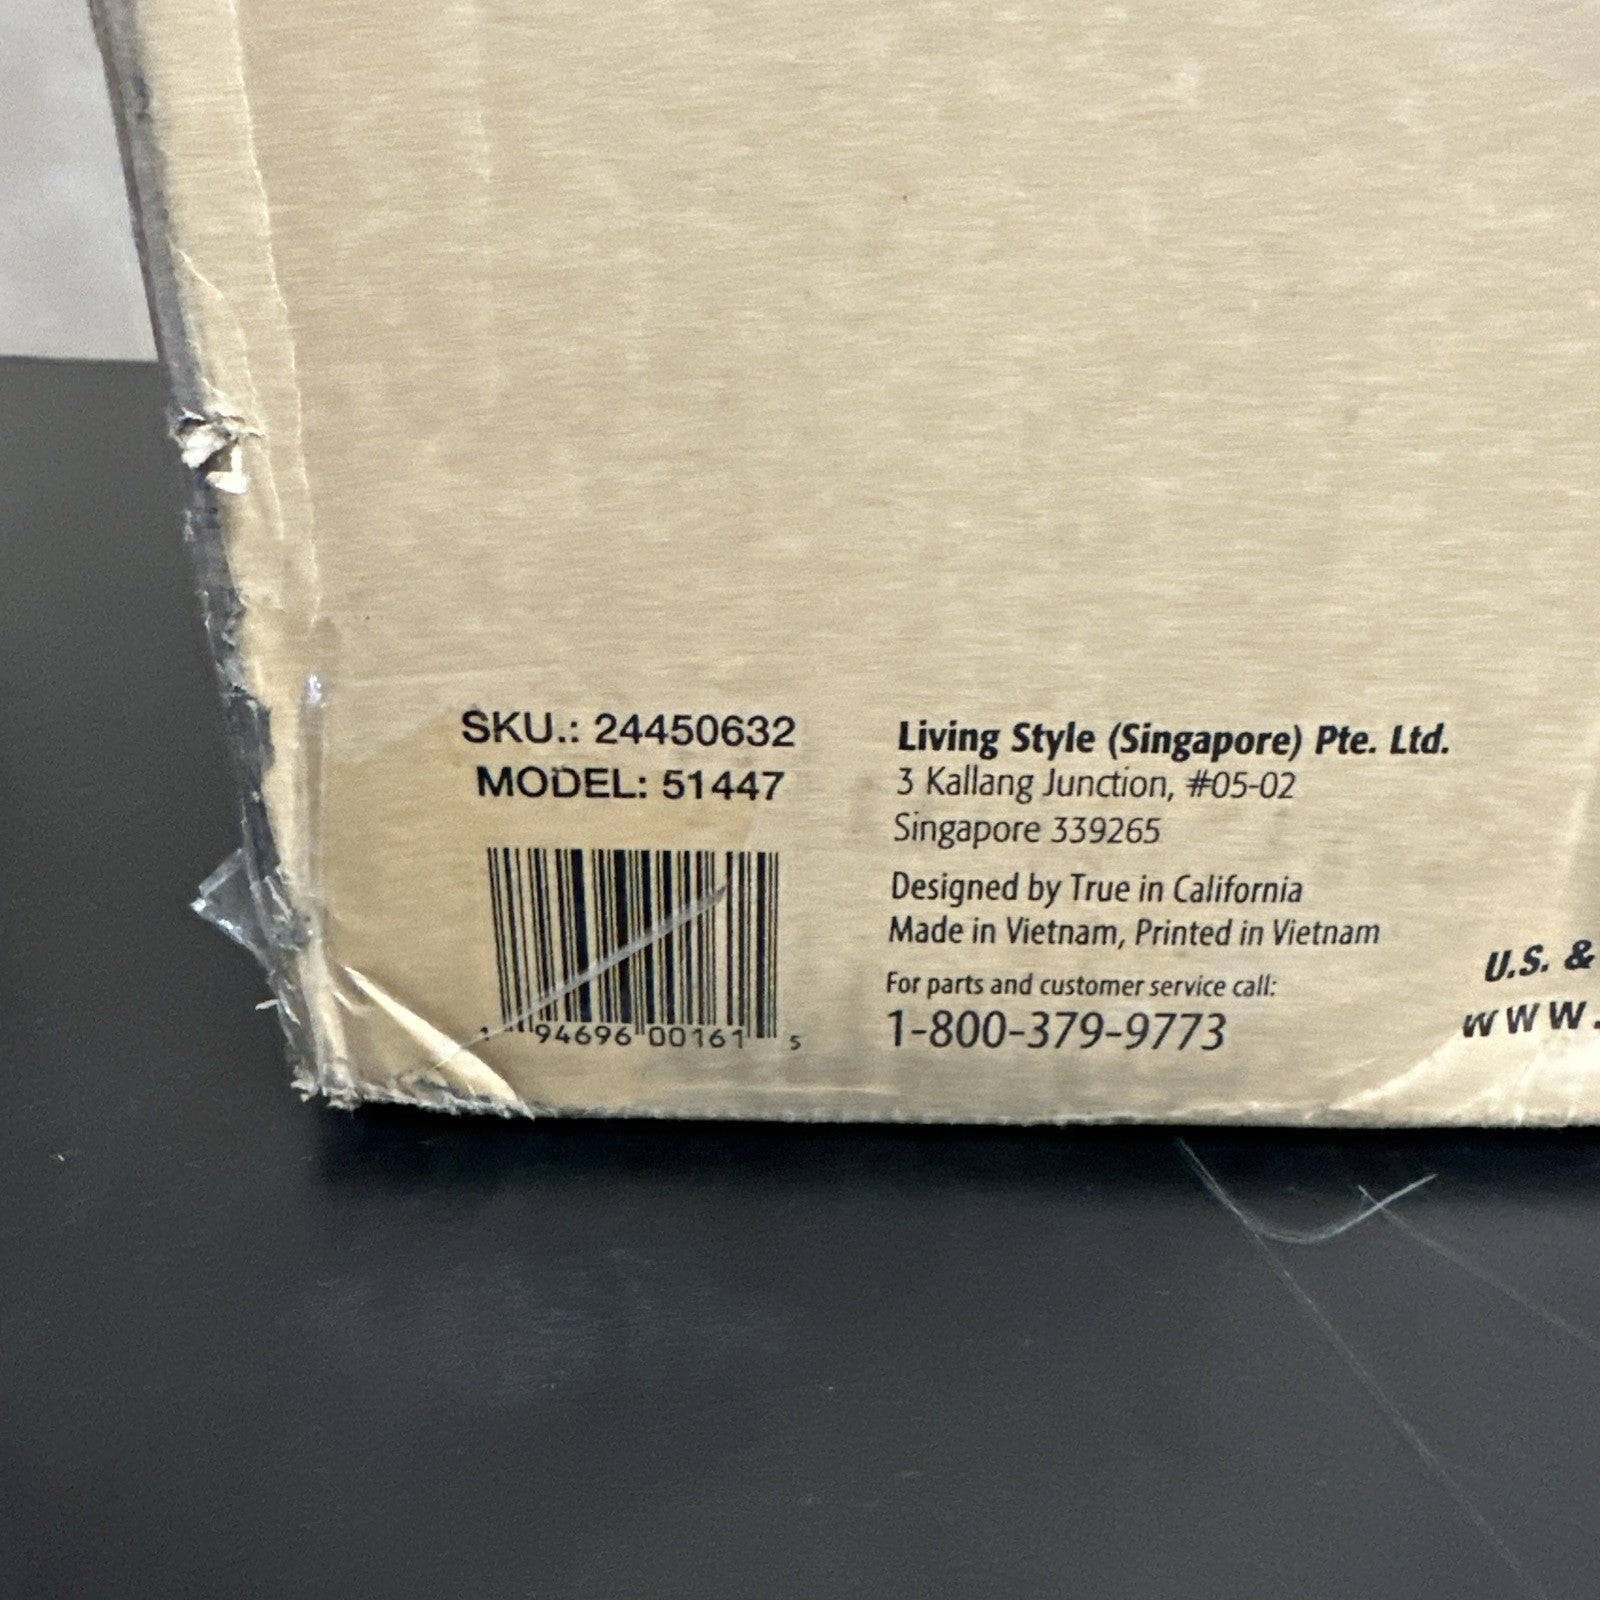 SKU.: 24450632
MODEL: 51447
1 94696 00161 5
Living Style (Singapore) Pte. Ltd.
3 Kallang Junction, #05-02
Singapore 339265
Designed by True in California
Made in Vietnam, Printed in Vietnam
For parts and customer service call:
1-800-379-9773
U.S. &
WWW.